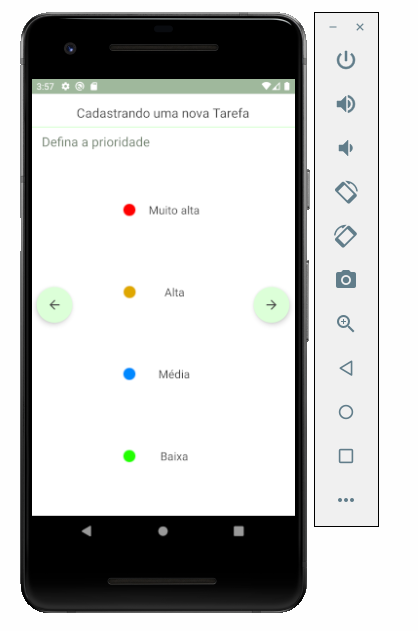 3:57
Cadastrando uma nova Tarefa
Defina a prioridade
Muito alta
Alta
Média
Baixa